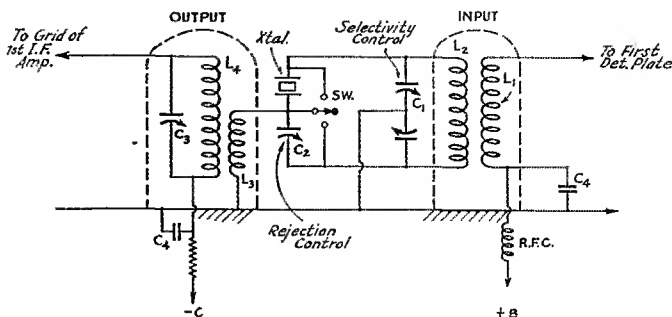 OUTPUT
INPUT
To Grid of
1st I.F.
Amp.
Xtal.
Selectivity
Control
To First
Det. Plate
L4
L2
L1
SW.
C1
C3
C2
L3
C4
C4
Rejection
Control
R.F.C.
-C
+B